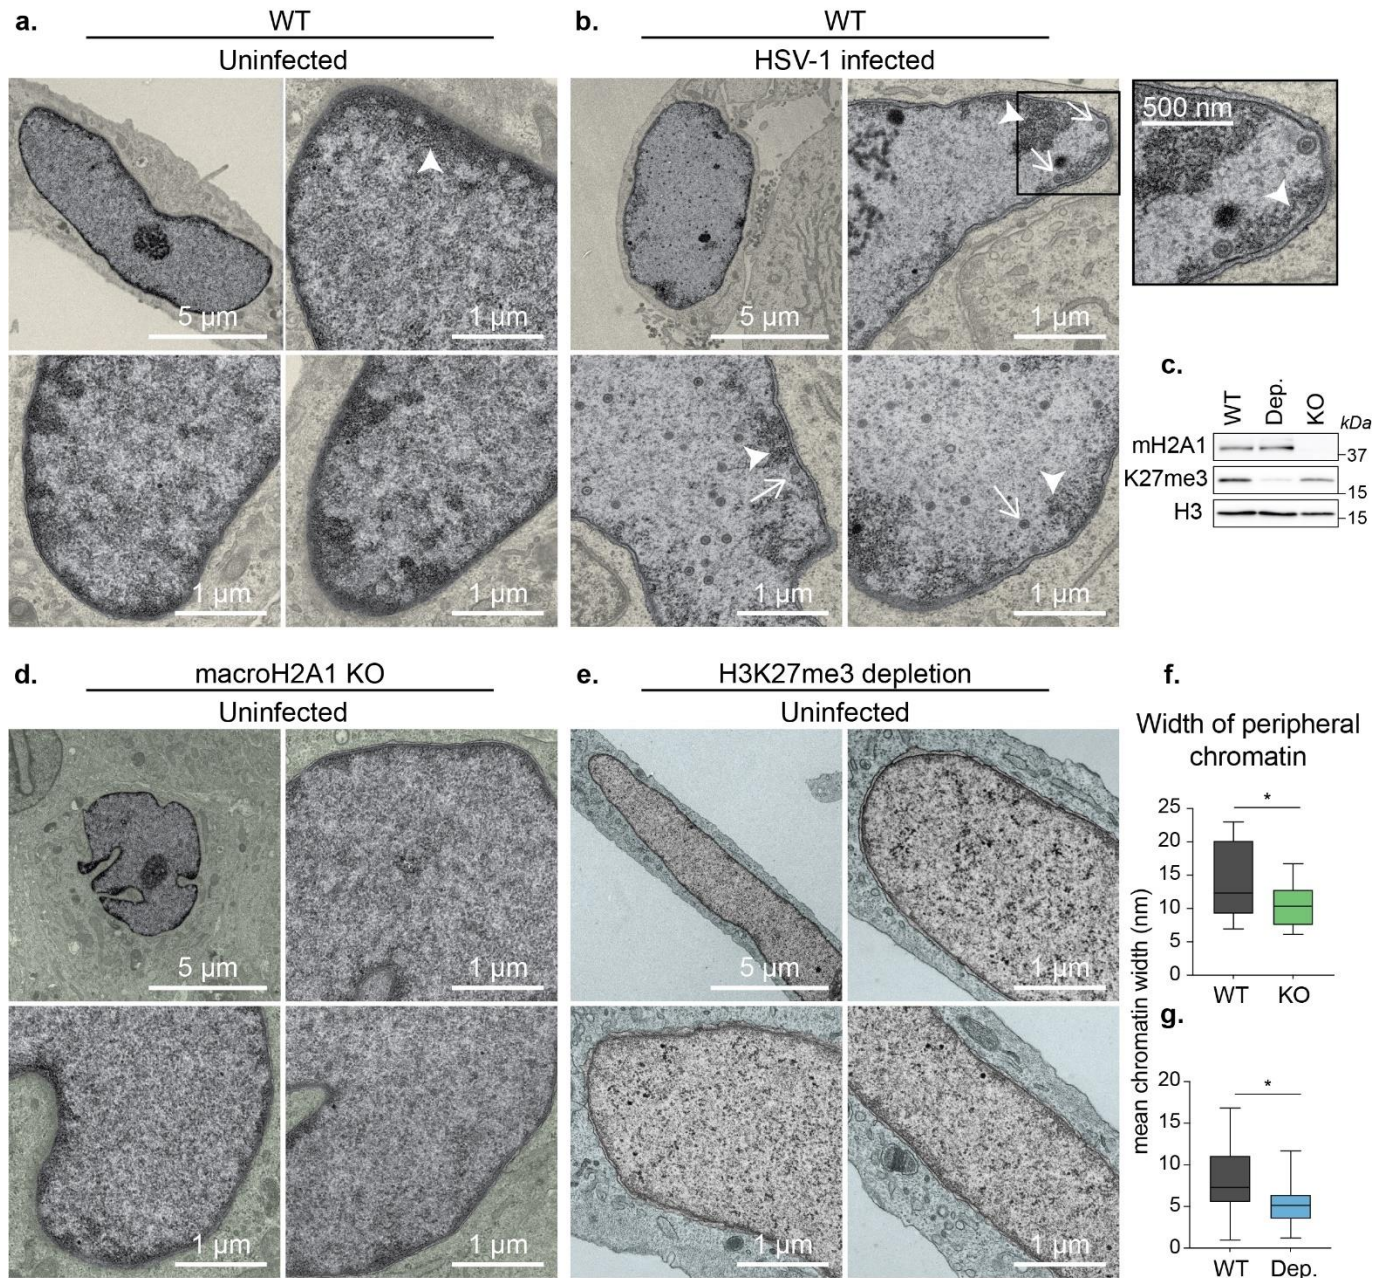 a.
WT
Uninfected
5 µm
1 µm
1 µm
1 µm
b.
WT
HSV-1 infected
5 µm
1 µm
500 nm
1 µm
1 µm
c.
WT
Dep.
KO
kDa
mH2A1
37
K27me3
15
H3
15
d.
macroH2A1 KO
Uninfected
5 µm
1 µm
1 µm
1 µm
e.
H3K27me3 depletion
Uninfected
5 µm
1 µm
1 µm
1 µm
f.
Width of peripheral
chromatin
mean chromatin width (nm)
25
20
15
10
5
0
*
WT
KO
g.
20
15
10
5
0
*
WT
Dep.